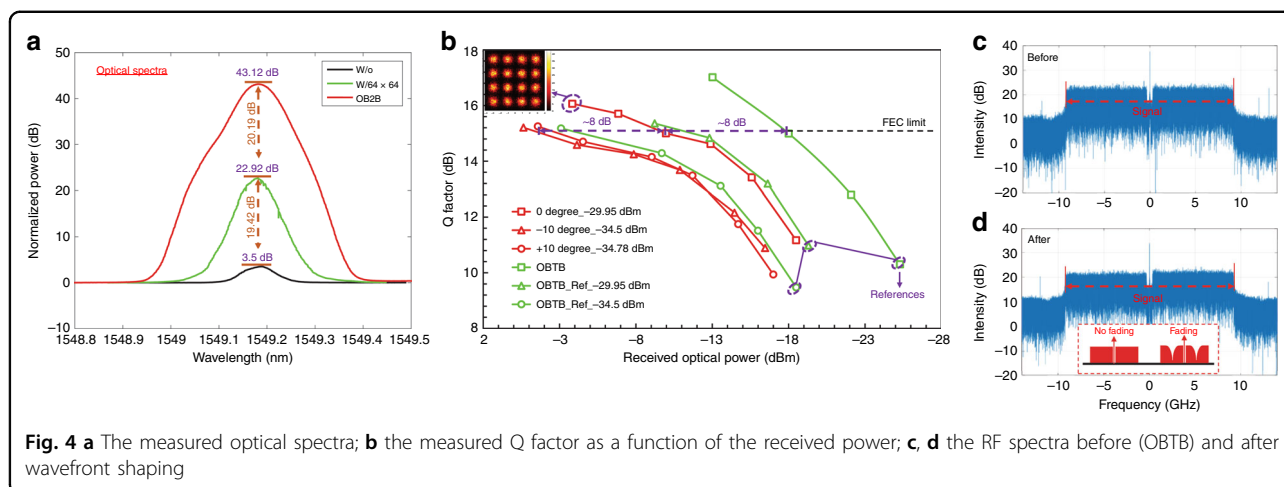 a
Optical spectra
Normalized power (dB)
50
40
30
20
10
0
–10
43.12 dB
20.19 dB
22.92 dB
19.42 dB
3.5 dB
W/o
W/64 × 64
OB2B
1548.8
1548.9
1549
1549.1
1549.2
1549.3
1549.4
1549.5
Wavelength (nm)
b
Q factor (dB)
18
16
14
12
10
8
~8 dB
~8 dB
FEC limit
0 degree_–29.95 dBm
–10 degree_–34.5 dBm
+10 degree_–34.78 dBm
OBTB
OBTB_Ref_–29.95 dBm
OBTB_Ref_–34.5 dBm
References
2
–3
–8
–13
–18
–23
–28
Received optical power (dBm)
c
Before
Intensity (dB)
40
30
20
10
0
–10
–20
Signal
–10
–5
0
5
10
d
After
Intensity (dB)
40
30
20
10
0
–10
–20
Signal
No fading
Fading
–10
–5
0
5
10
Frequency (GHz)
Fig. 4 a The measured optical spectra; b the measured Q factor as a function of the received power; c, d the RF spectra before (OBTB) and after
wavefront shaping